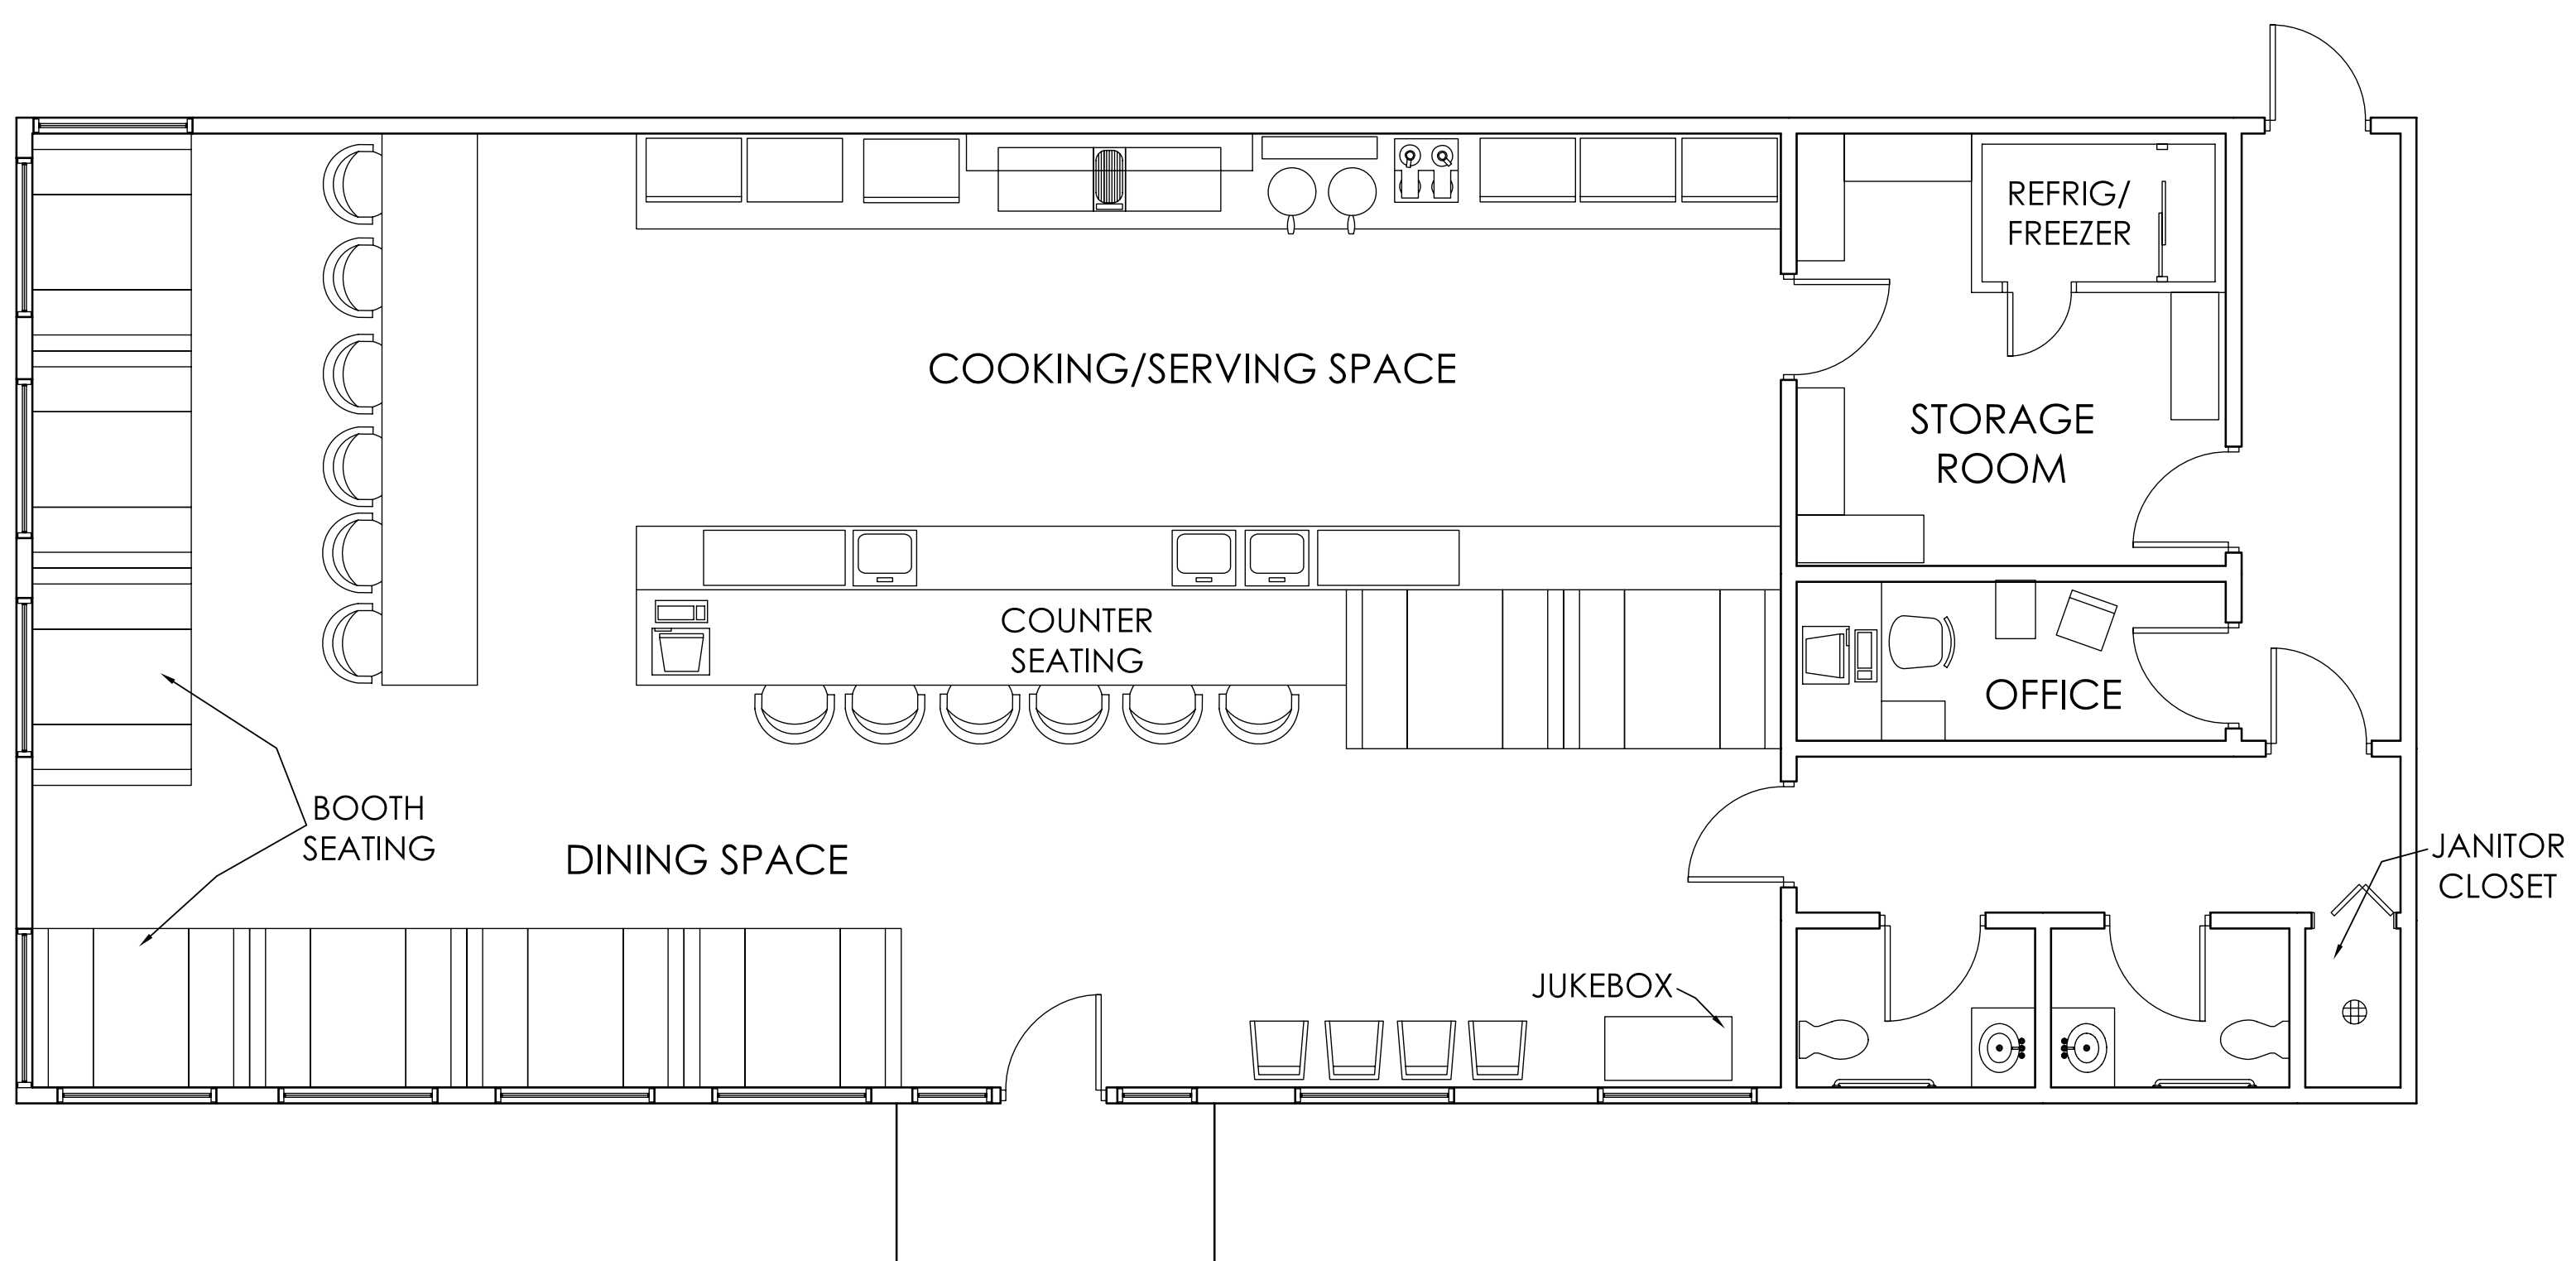 REFRIG/
FREEZER
COOKING/SERVING SPACE
STORAGE
ROOM
COUNTER
SEATING
OFFICE
BOOTH
SEATING
DINING SPACE
JANITOR
CLOSET
JUKEBOX